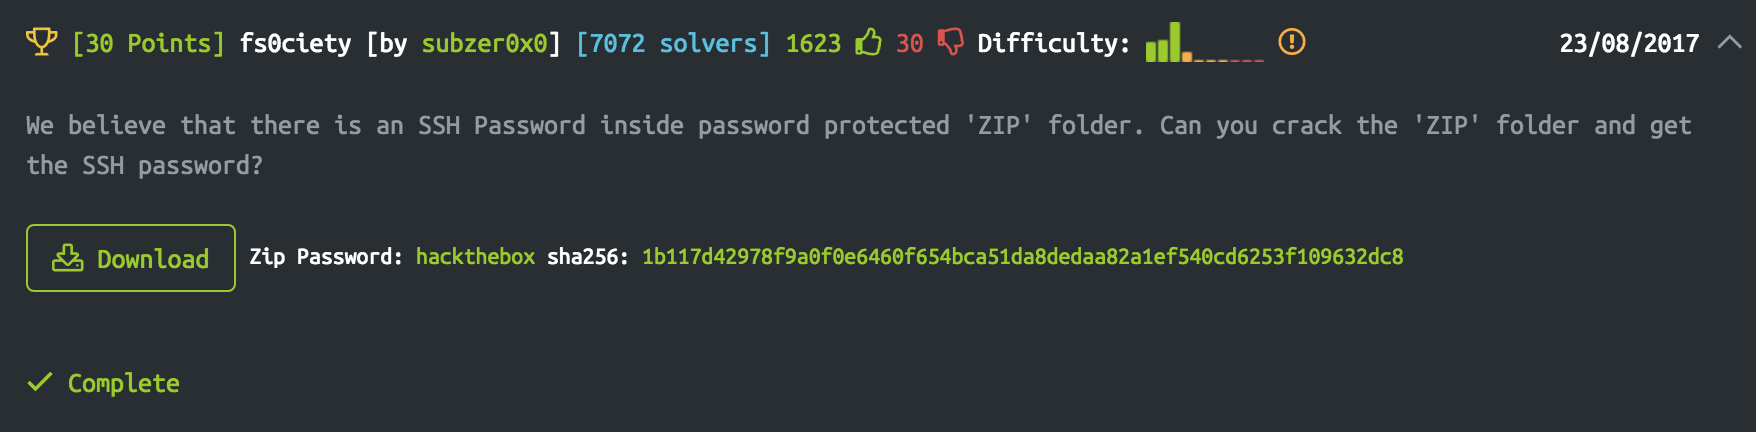 [30 Points] fs0ciety [by subzer0x0] [7072 solvers] 1623 30 Difficulty: 23/08/2017
We believe that there is an SSH Password inside password protected 'ZIP' folder. Can you crack the 'ZIP' folder and get
the SSH password?
Download Zip Password: hackthebox sha256: 1b117d42978f9a0f0e6460f654bca51da8dedaa82a1ef540cd6253f109632dc8
Complete